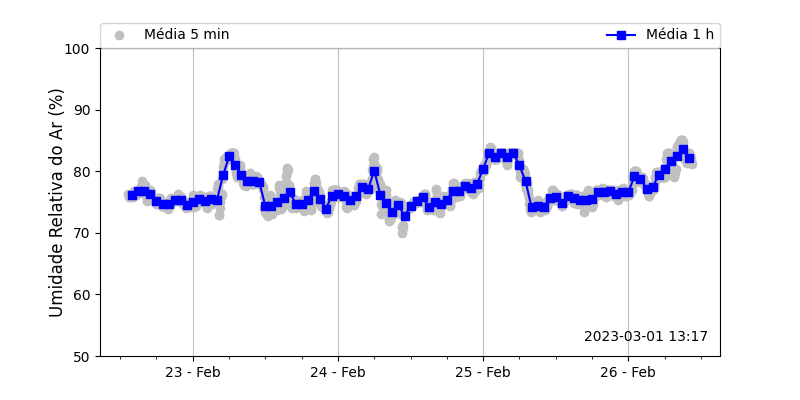 Média 5 min
Média 1 h
Umidade Relativa do Ar (%)
100
90
80
70
60
50
2023-03-01 13:17
23 - Feb
24 - Feb
25 - Feb
26 - Feb